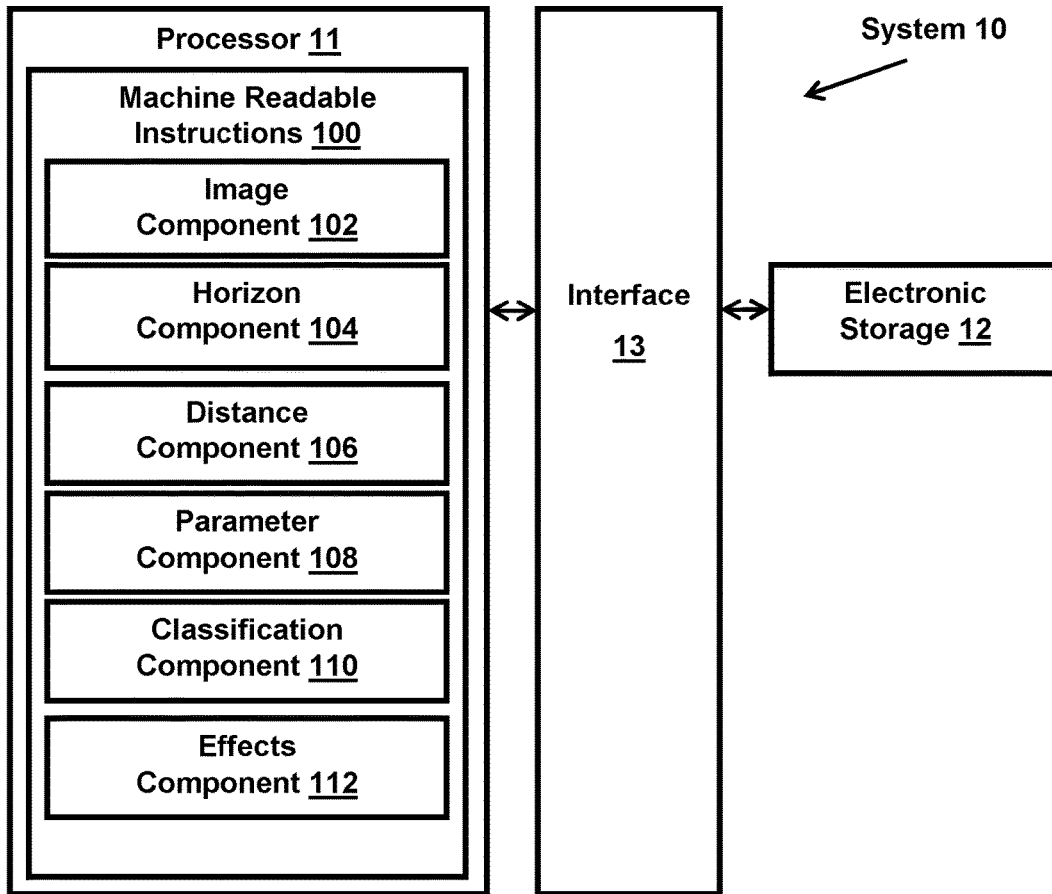 Processor 11
Machine Readable
Instructions 100
Image
Component 102
Horizon
Component 104
Distance
Component 106
Parameter
Component 108
Classification
Component 110
Effects
Component 112
Interface
13
System 10
Electronic
Storage 12